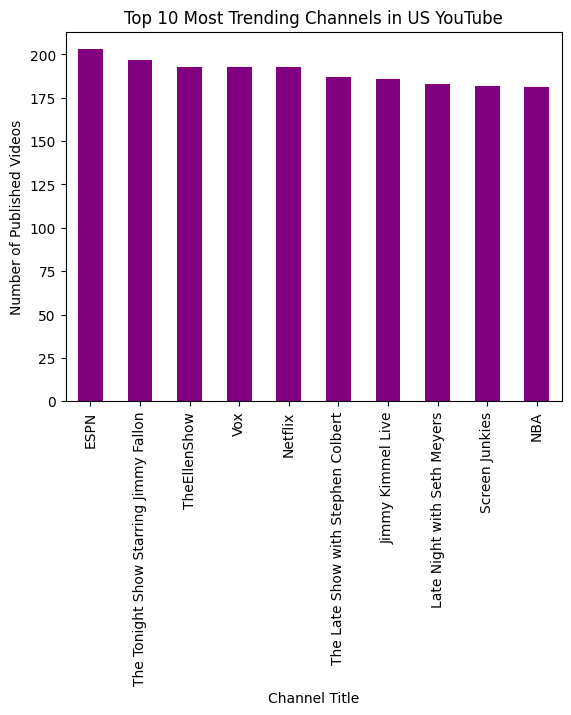 Top 10 Most Trending Channels in US YouTube
Number of Published Videos
200
175
150
125
100
75
50
25
0
ESPN
The Tonight Show Starring Jimmy Fallon
TheEllenShow
Vox
Netflix
The Late Show with Stephen Colbert
Jimmy Kimmel Live
Late Night with Seth Meyers
Screen Junkies
NBA
Channel Title